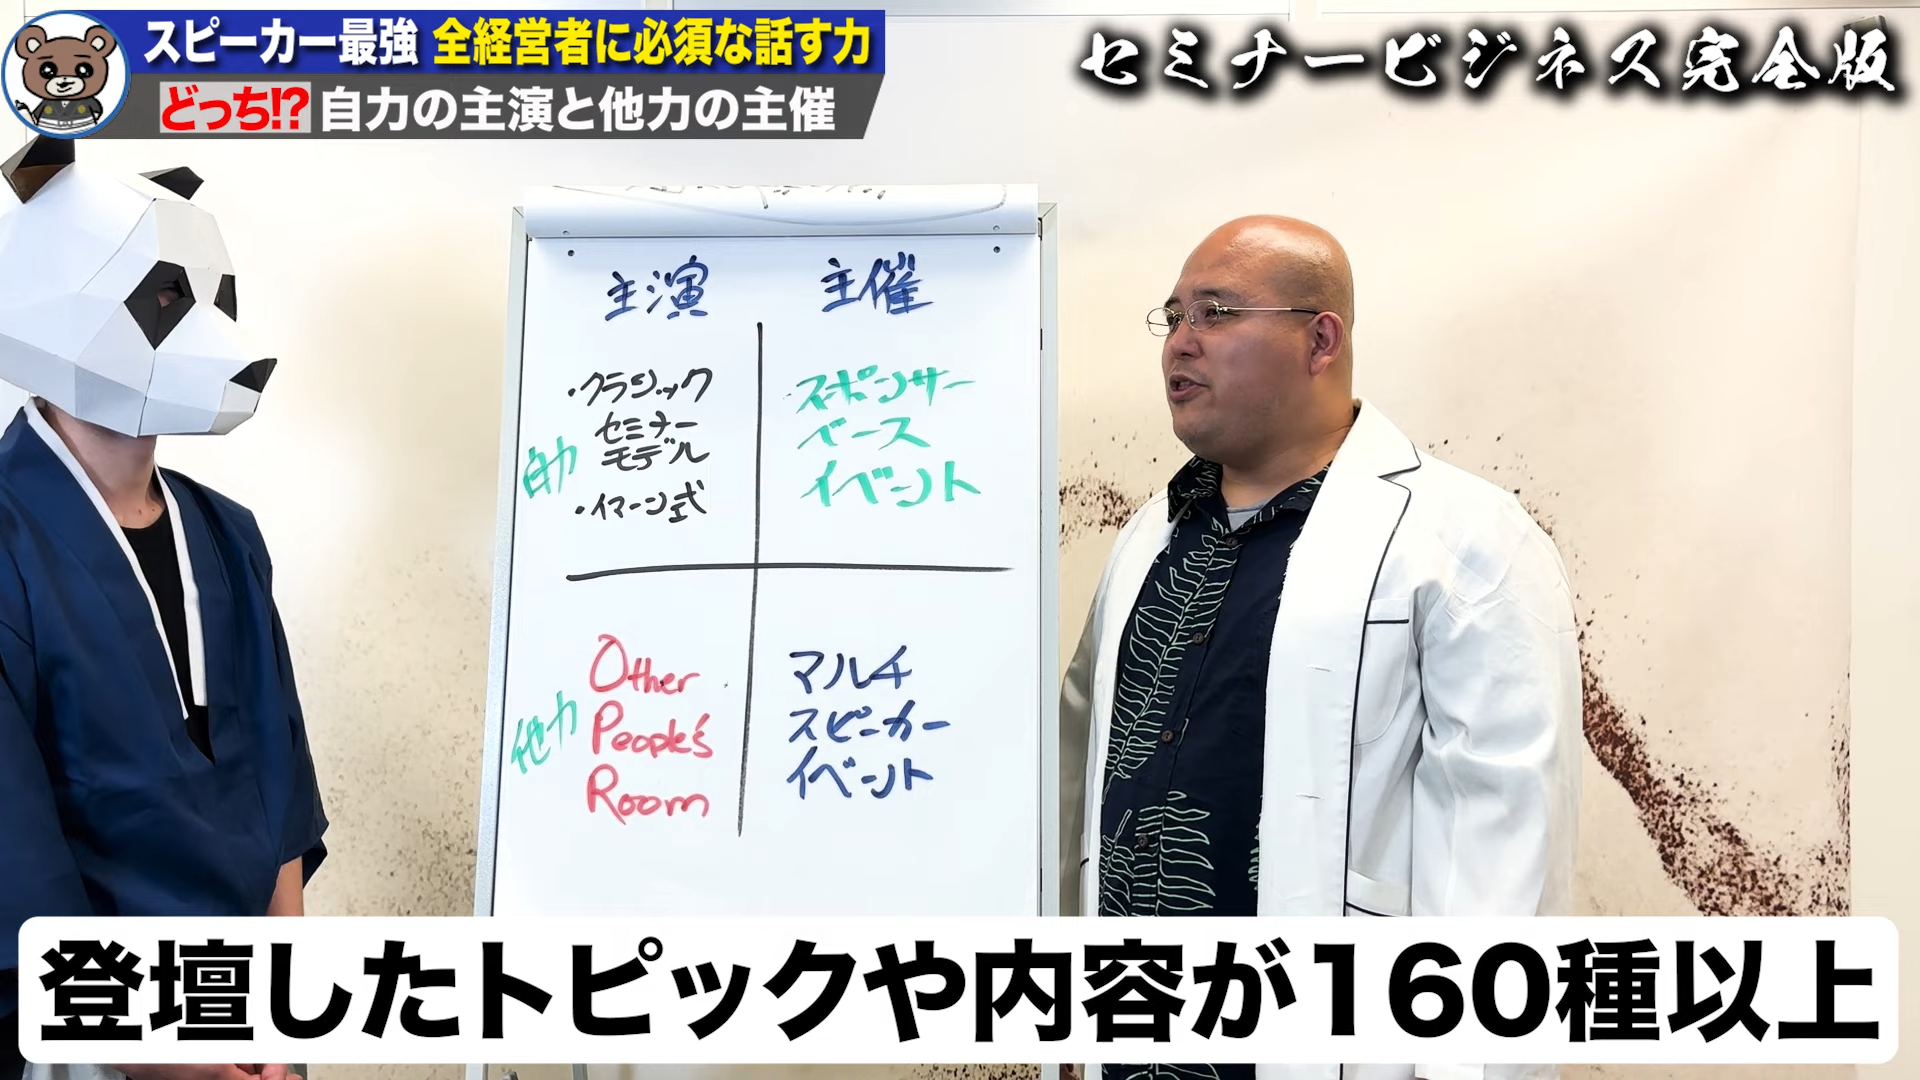 スピーカー最強 全経営者に必須な話す力
どっち!? 自力の主演と他力の主催
セミナービジネス完全版
主演
主催
・クラシック
セミナー
モデル
・イマーン式
自力
スポンサー
ベース
イベント
他力
Other
People's
Room
マルチ
スピーカー
イベント
登壇したトピックや内容が160種以上